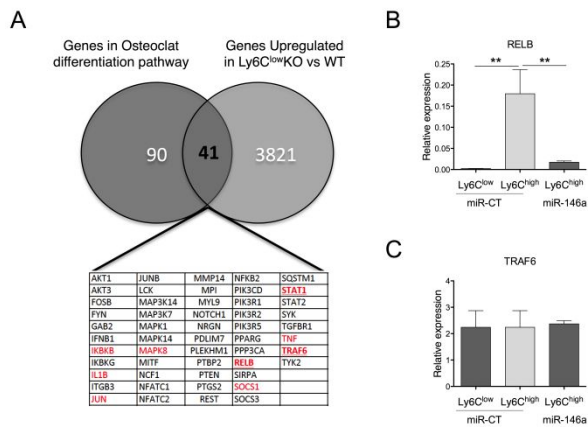 A
Genes in Osteoclat
differentiation pathway
Genes Upregulated
in Ly6ClowKO vs WT
90
41
3821
AKT1 JUNB MMP14 NFKB2 SQSTM1
AKT3 LCK MPI PIK3CD STAT1
FOSB MAP3K14 MYL9 PIK3R1 STAT2
FYN MAP3K7 NOTCH1 PIK3R2 SYK
GAB2 MAPK1 NRGN PIK3R5 TGFBR1
IFNB1 MAPK14 PDLIM7 PPARG TNF
IKBKB MAPK8 PLEKHM1 PPP3CA TRAF6
IKBKG MITF PTBP2 RELB TYK2
IL1B NCF1 PTEN SIRPA
ITGB3 NFATC1 PTGS2 SOCS1
JUN NFATC2 REST SOCS3
B
RELB
Relative expression
0.25
0.20
0.15
0.10
0.05
0.00
** **
Ly6Clow Ly6Chigh Ly6Chigh
miR-CT miR-146a
C
TRAF6
Relative expression
4
3
2
1
0
Ly6Clow Ly6Chigh Ly6Chigh
miR-CT miR-146a